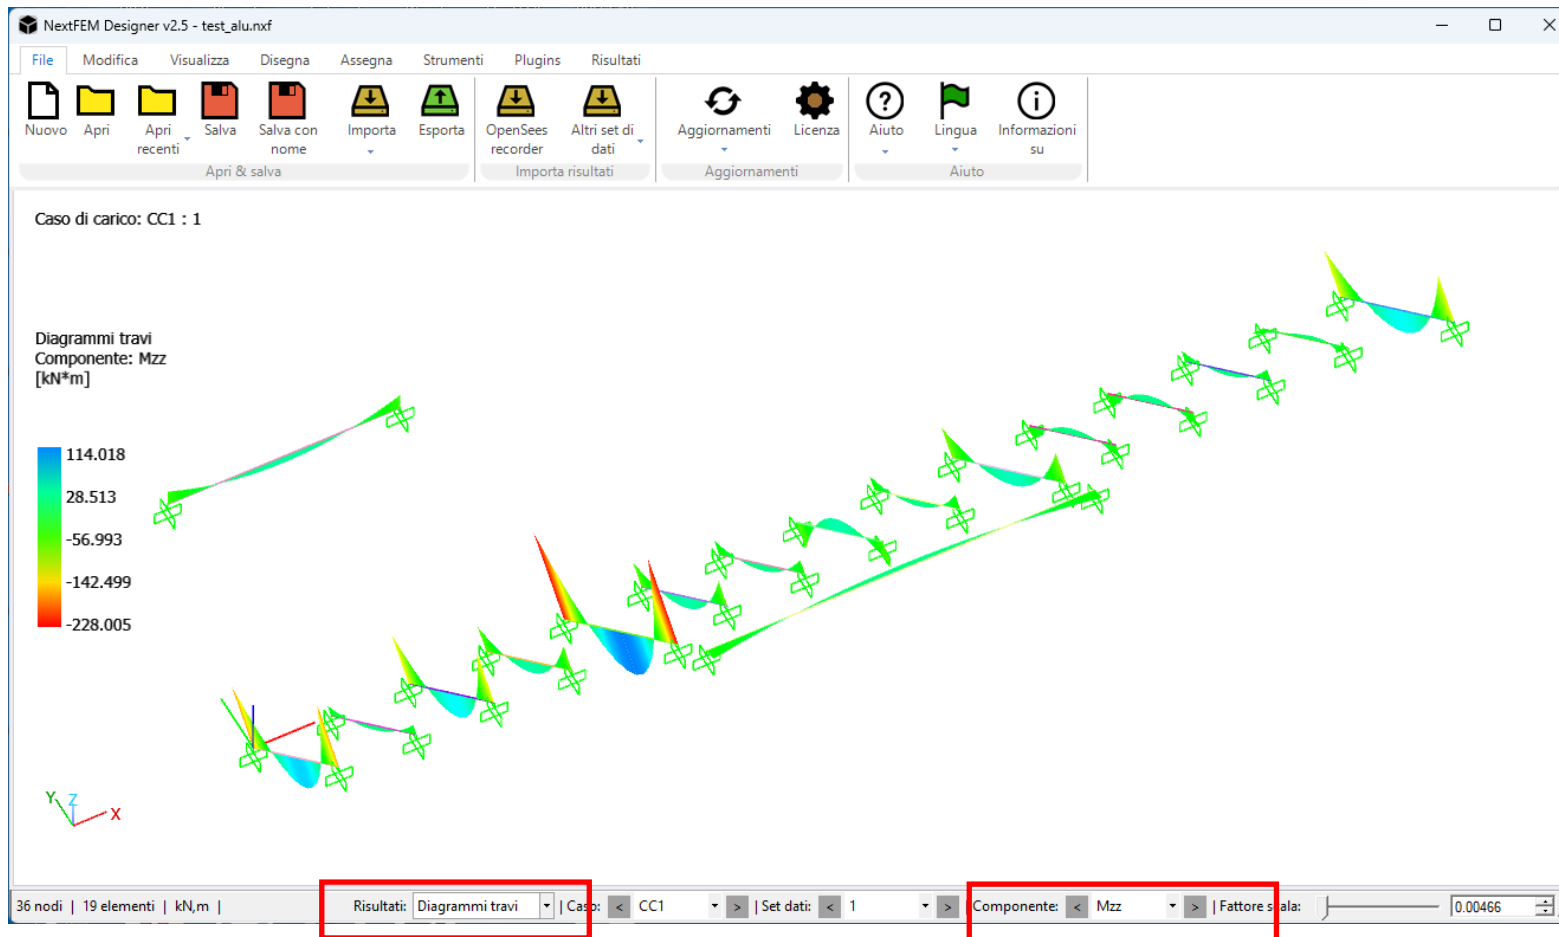 NextFEM Designer v2.5 - test_alu.nxf
File Modifica Visualizza Disegna Assegna Strumenti Plugins Risultati
Nuovo Apri Apri recenti Salva Salva con nome Importa Esporta OpenSees recorder Altri set di dati Aggiornamenti Licenza Aiuto Lingua Informazioni su
Apri & salva Importa risultati Aggiornamenti Aiuto
Caso di carico: CC1 : 1
Diagrammi travi
Componente: Mzz
[kN*m]
114.018
28.513
-56.993
-142.499
-228.005
Y Z X
36 nodi | 19 elementi | kN,m | Risultati: Diagrammi travi | Caso: < CC1 > | Set dati: < 1 > | Componente: < Mzz > | Fattore scala: 0.00466